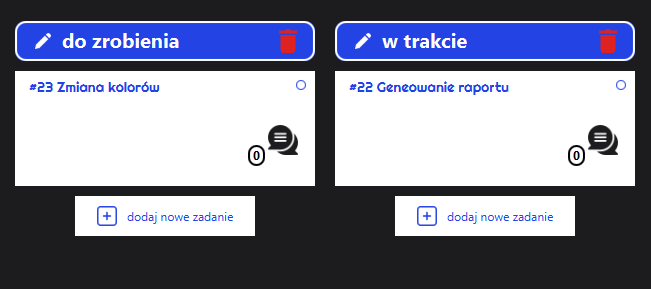 do zrobienia
#23 Zmiana kolorów
0
dodaj nowe zadanie
w trakcie
#22 Geneowanie raportu
0
dodaj nowe zadanie